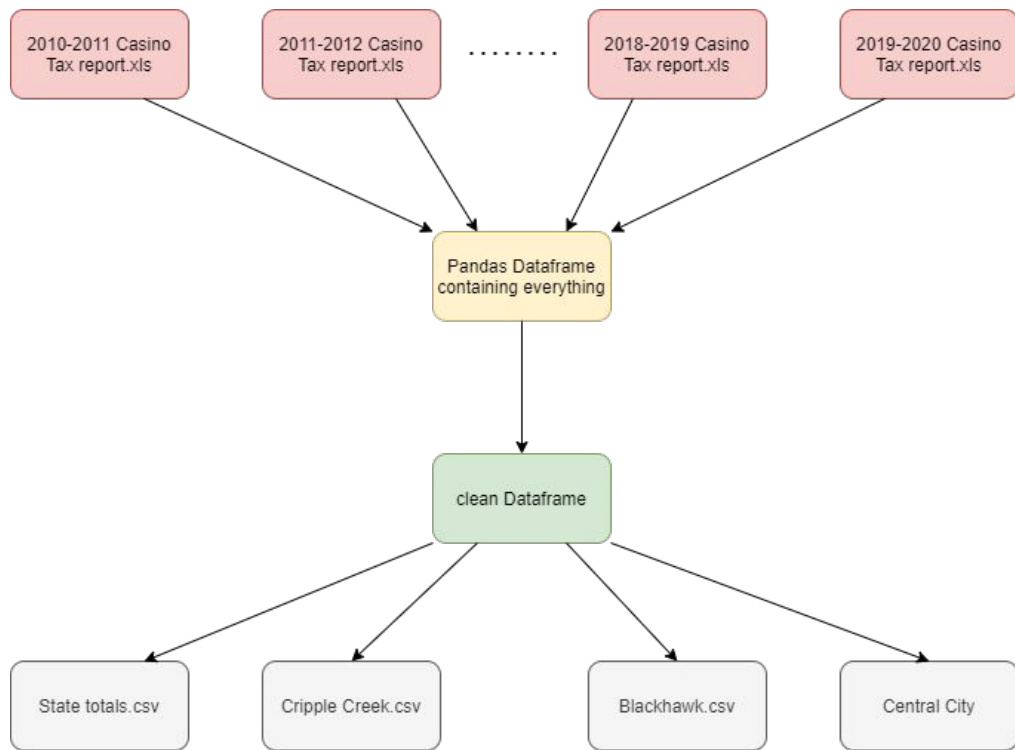 2010-2011 Casino
Tax report.xls
2011-2012 Casino
Tax report.xls
........
2018-2019 Casino
Tax report.xls
2019-2020 Casino
Tax report.xls
Pandas Dataframe
containing everything
clean Dataframe
State totals.csv
Cripple Creek.csv
Blackhawk.csv
Central City